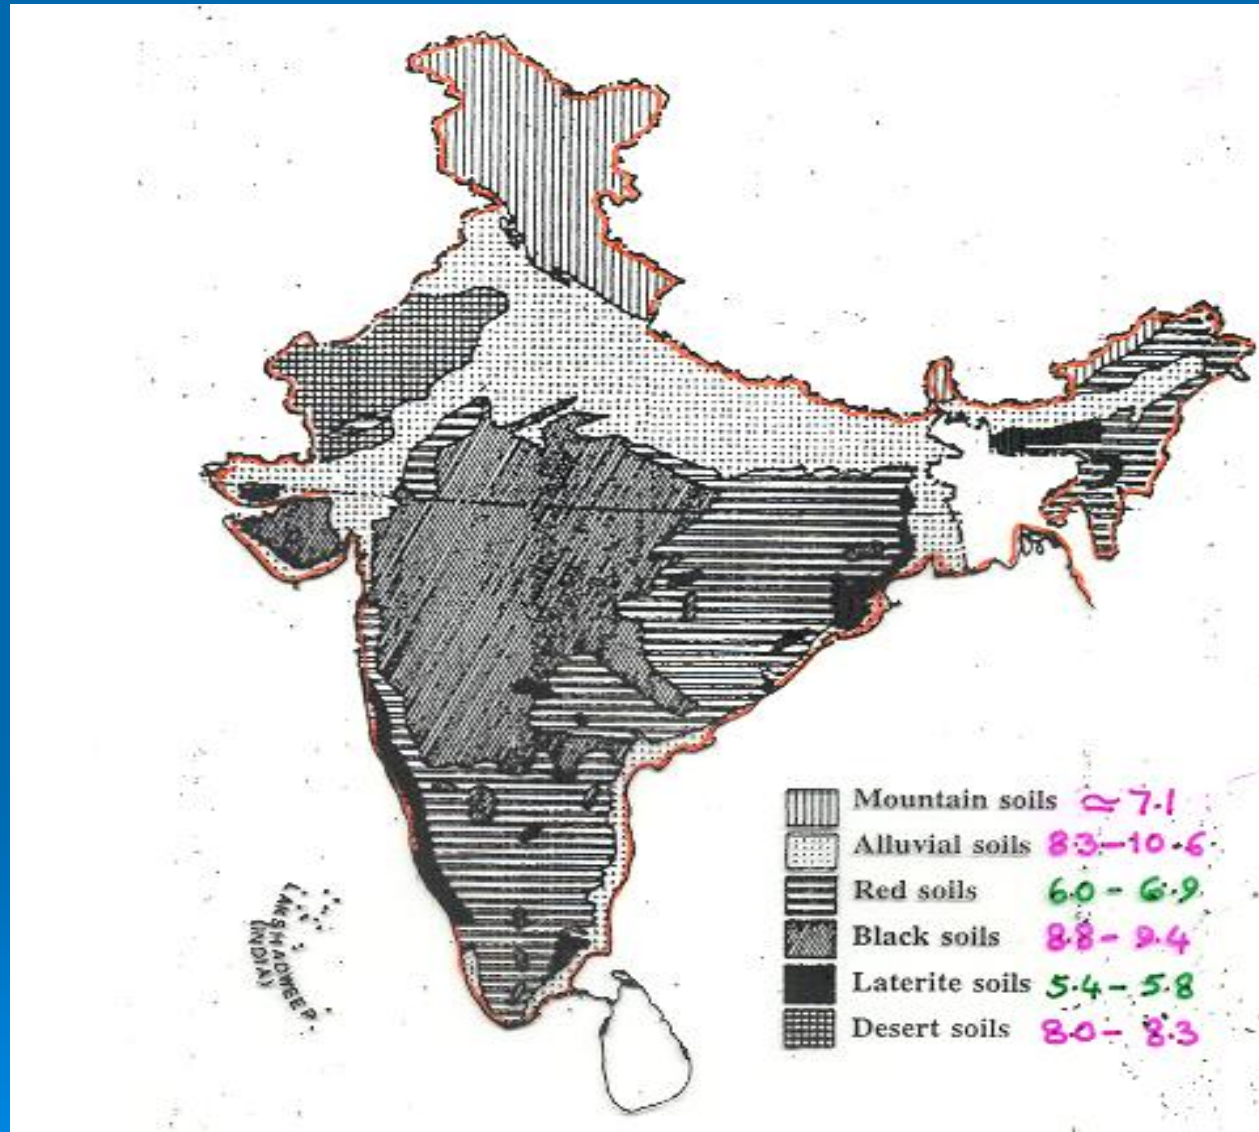 Mountain soils ≃ 7.1
Alluvial soils 8.3-10.6
Red soils 6.0 - 6.9
Black soils 8.8 - 9.4
Laterite soils 5.4 - 5.8
Desert soils 8.0 - 8.3
LAKSHADWEEP
(INDIA)